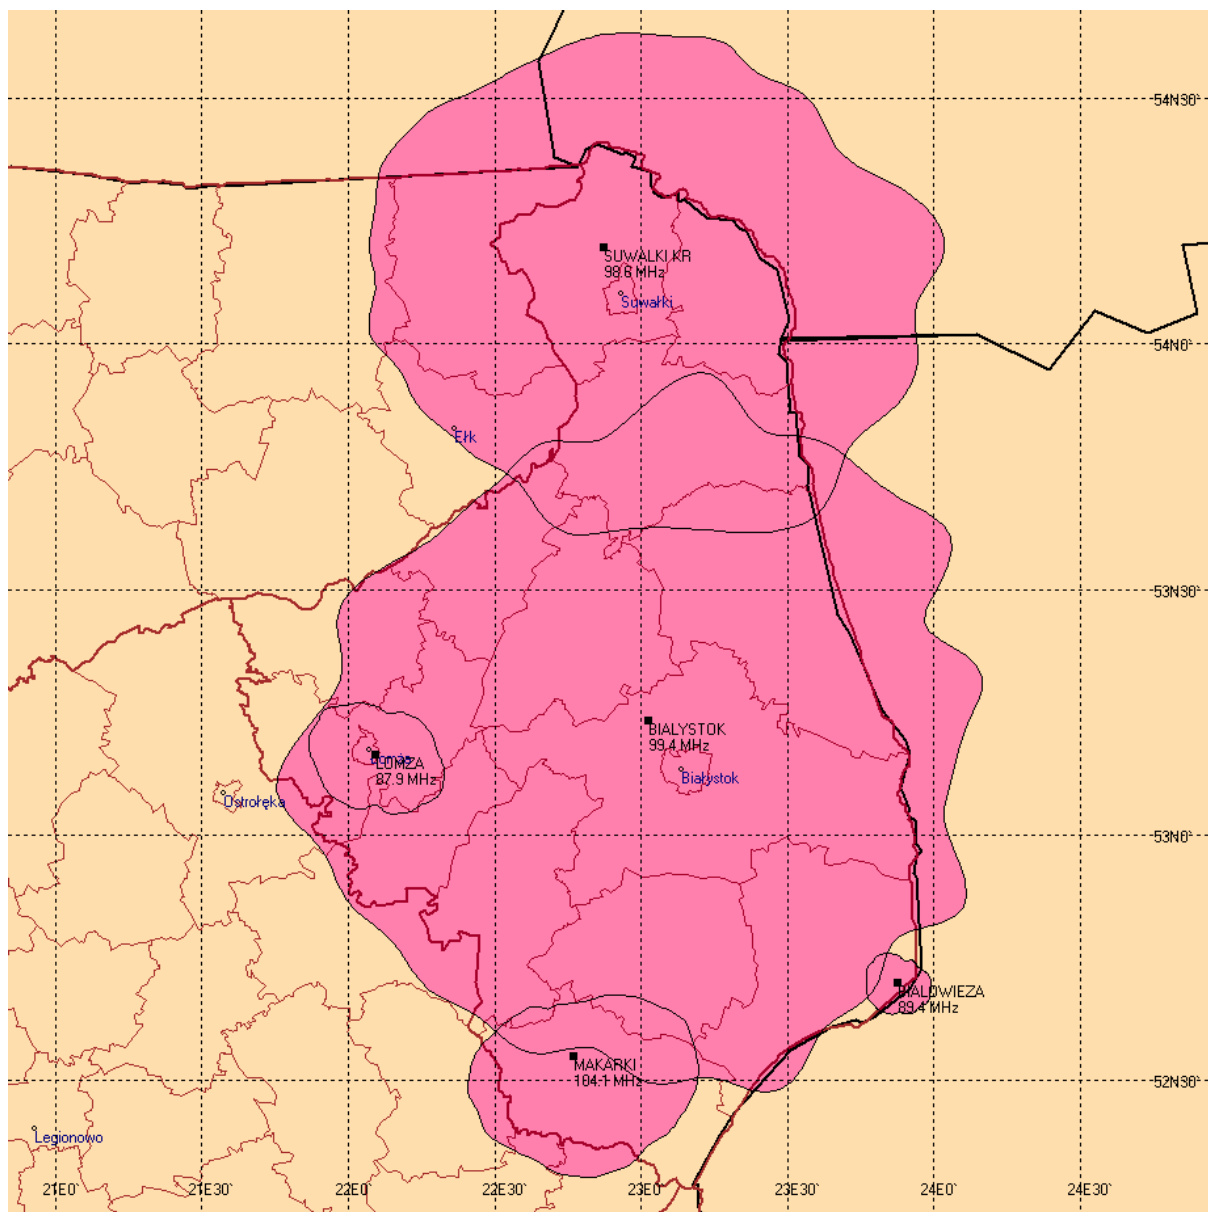 54N30'
SUWALKI KR
98.6 MHz
Suwałki
54N0'
Ełk
53N30'
BIALYSTOK
99.4 MHz
LOMZA
87.9 MHz
Białystok
Ostrołęka
53N0'
BIALOWIEZA
89.4 MHz
MAKARKI
104.1 MHz
52N30'
Legionowo
21E0' 21E30' 22E0' 22E30' 23E0' 23E30' 24E0' 24E30'